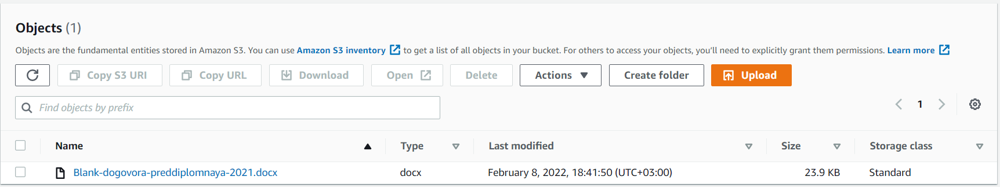 Objects (1)
Objects are the fundamental entities stored in Amazon S3. You can use Amazon S3 inventory to get a list of all objects in your bucket. For others to access your objects, you'll need to explicitly grant them permissions. Learn more
Copy S3 URI Copy URL Download Open Delete Actions Create folder Upload
Find objects by prefix 1
Name Type Last modified Size Storage class
Blank-dogovora-preddiplomnaya-2021.docx docx February 8, 2022, 18:41:50 (UTC+03:00) 23.9 KB Standard